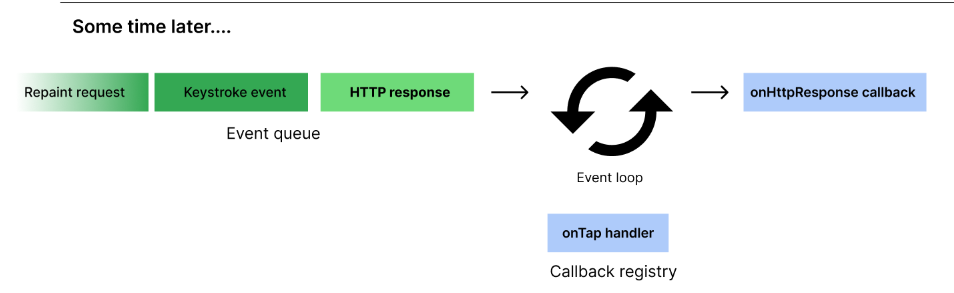 Some time later....
Repaint request
Keystroke event
HTTP response
onHttpResponse callback
Event queue
Event loop
onTap handler
Callback registry